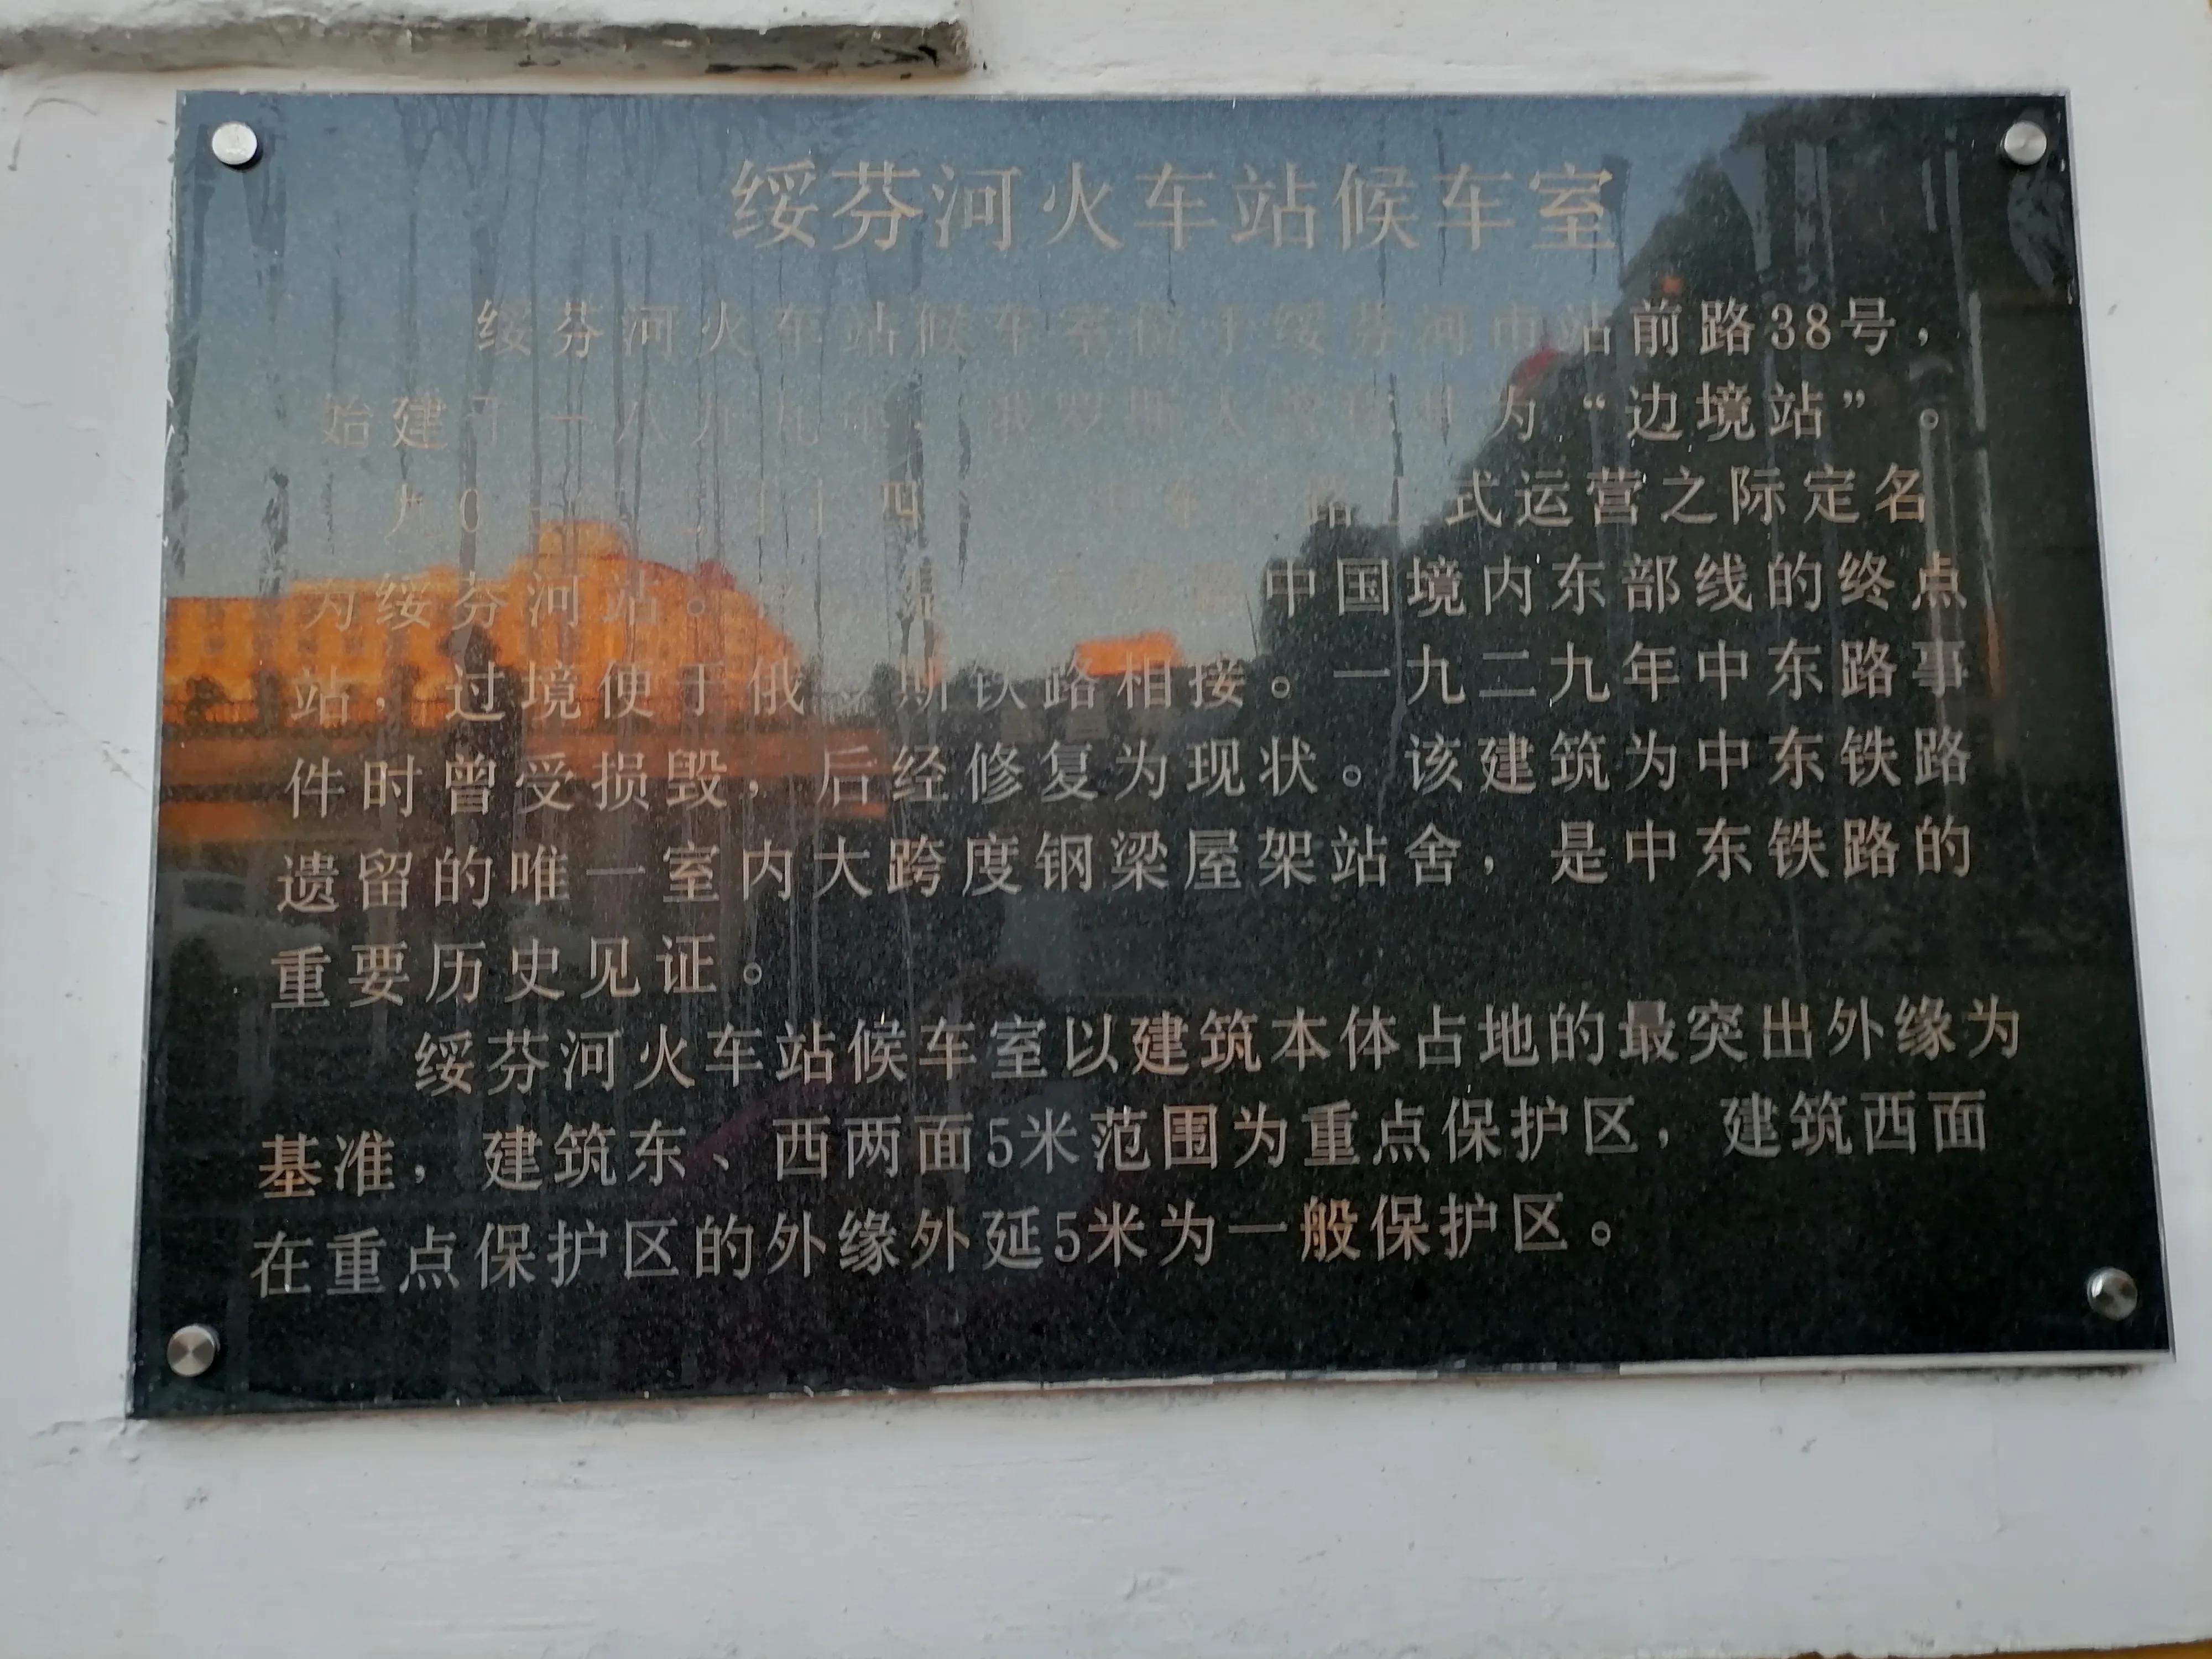 绥芬河火车站候车室
绥芬河火车站候车室位于绥芬河市站前路38号，
始建于一八九九年，俄罗斯人 为“边境站”。
九0 四 路正式运营之际定名
为绥芬河站。 中国境内东部线的终点
站，过境便于俄罗斯铁路相接。一九二九年中东路事
件时曾受损毁，后经修复为现状。该建筑为中东铁路
遗留的唯一室内大跨度钢梁屋架站舍，是中东铁路的
重要历史见证。
绥芬河火车站候车室以建筑本体占地的最突出外缘为
基准，建筑东、西两面5米范围为重点保护区，建筑西面
在重点保护区的外缘外延5米为一般保护区。